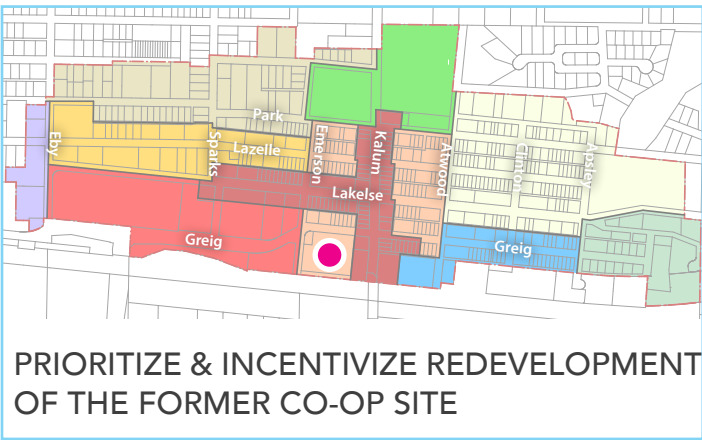 Park
Eby
Sparks
Lazelle
Emerson
Kalum
Atwood
Clinton
Apsley
Lakelse
Greig
Greig
PRIORITIZE & INCENTIVIZE REDEVELOPMENT
OF THE FORMER CO-OP SITE